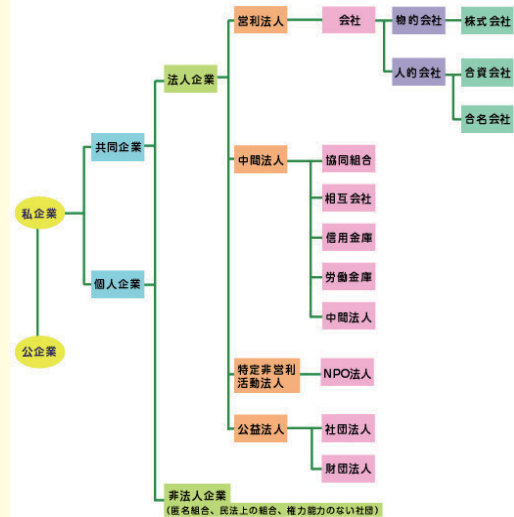 営利法人
会社
物的会社
株式会社
人的会社
合資会社
合名会社
法人企業
共同企業
中間法人
協同組合
相互会社
信用金庫
労働金庫
中間法人
私企業
個人企業
公企業
特定非営利
活動法人
NPO法人
公益法人
社団法人
財団法人
非法人企業
(匿名組合、民法上の組合、権力能力のない社団)